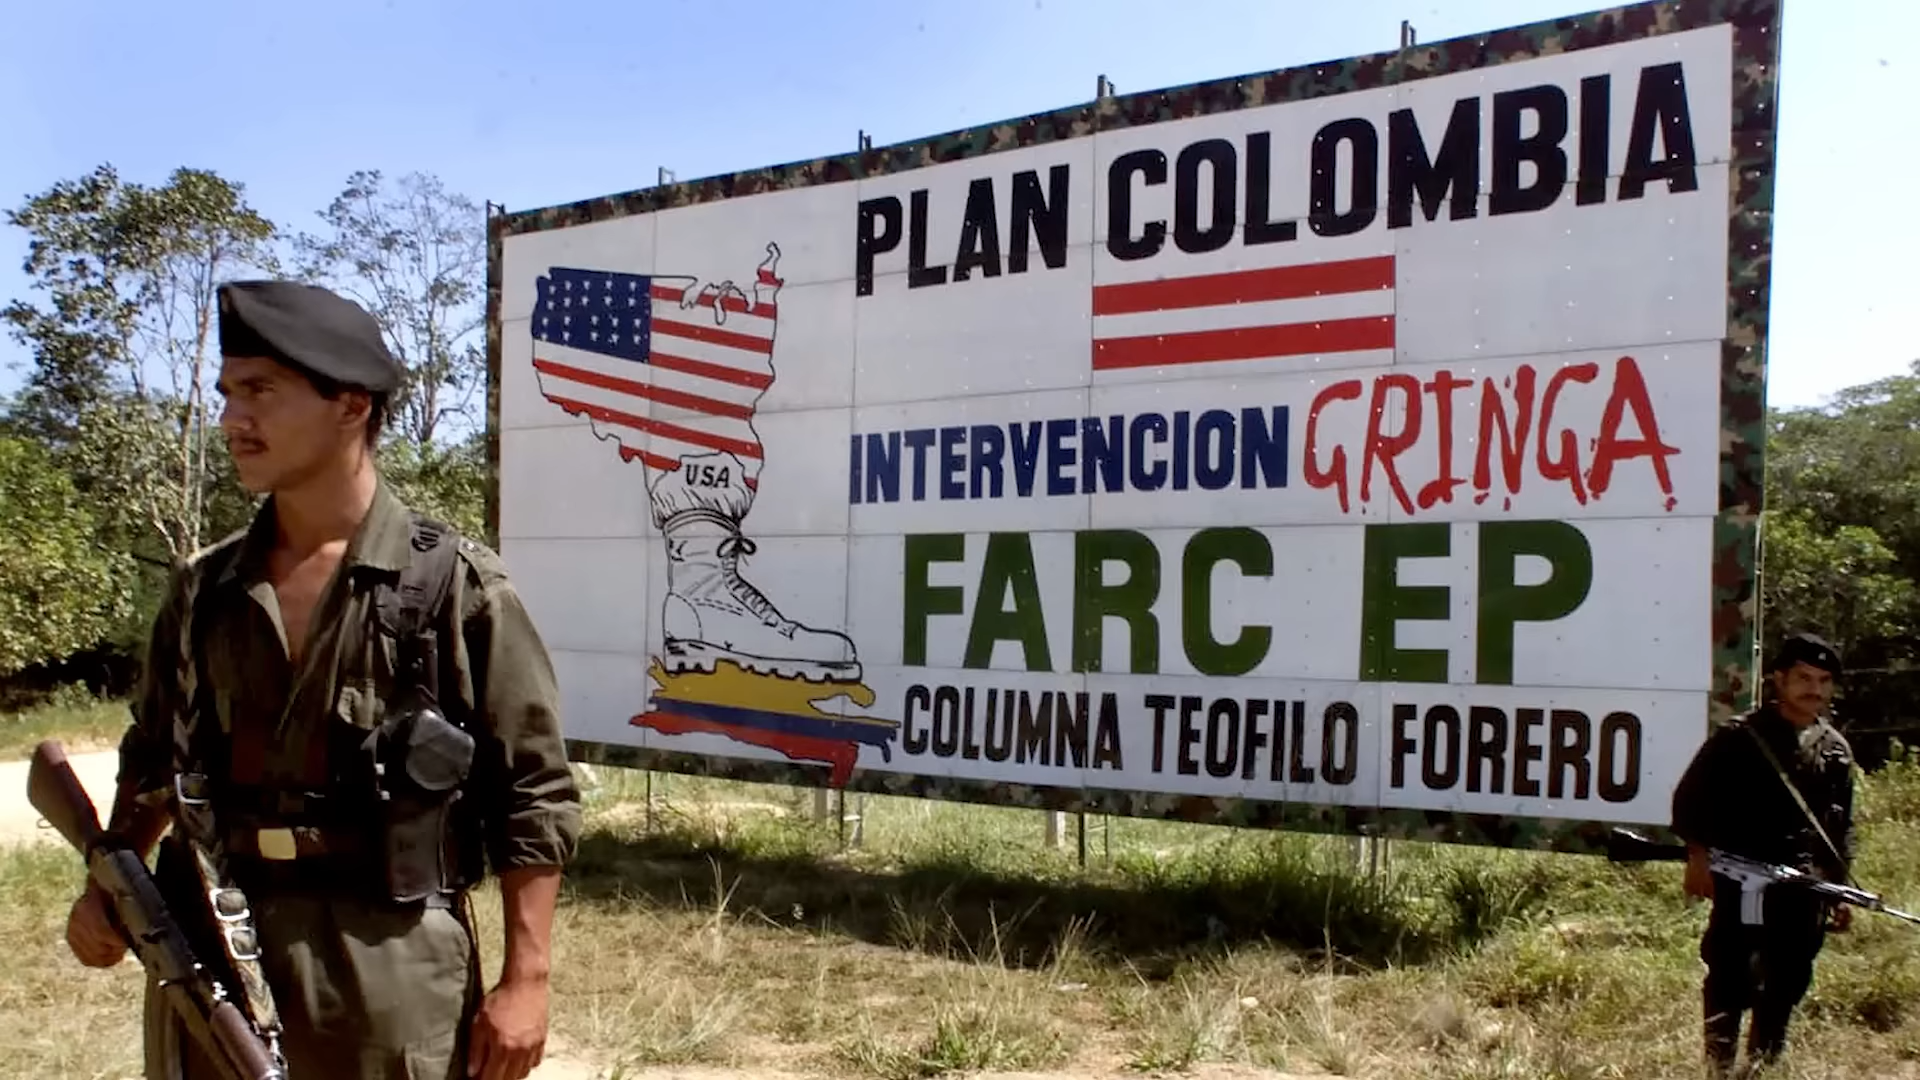 PLAN COLOMBIA
INTERVENCION GRINGA
USA
FARC EP
COLUMNA TEOFILO FORERO